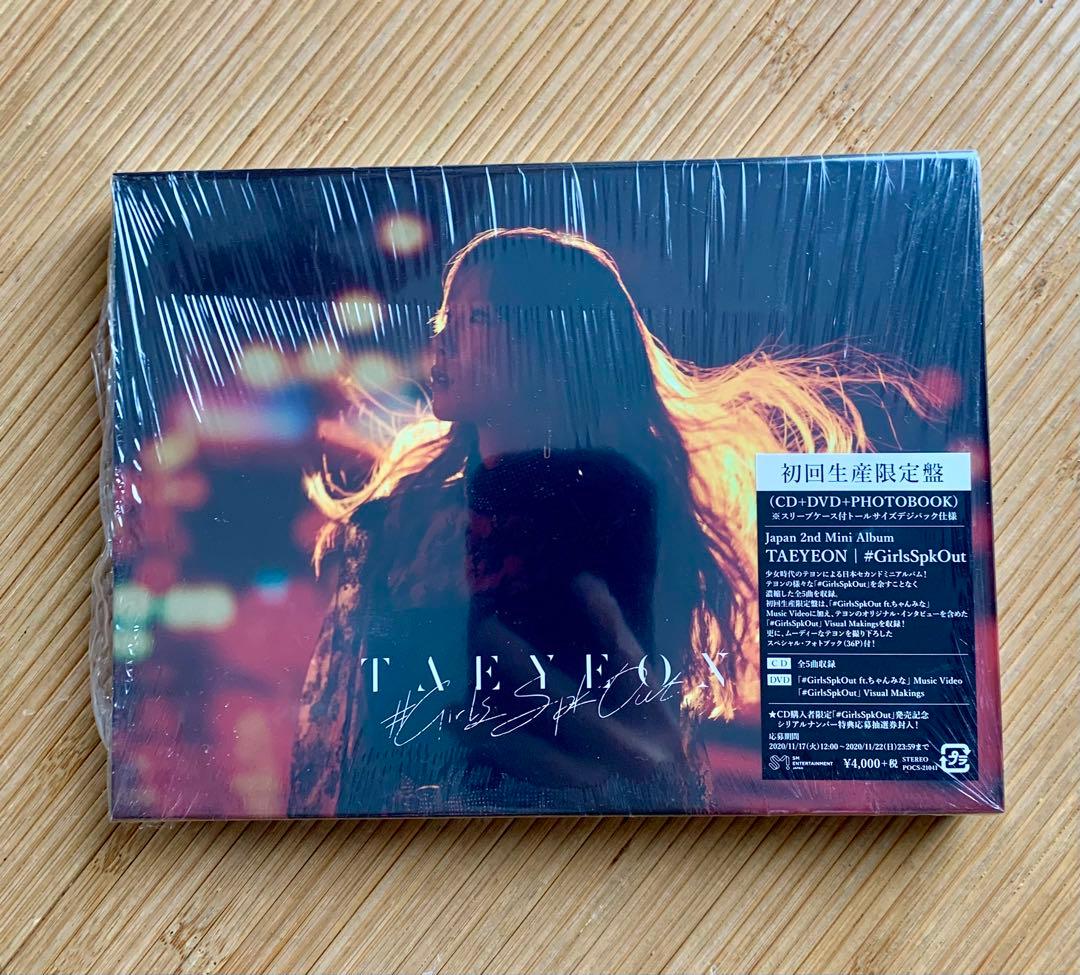 TAEYEON
#GirlsSpkOut
初回生産限定盤
(CD+DVD+PHOTOBOOK)
※スリーブケース付トールサイズデジパック仕様
Japan 2nd Mini Album
TAEYEON | #GirlsSpkOut
少女時代のテヨンによる日本セカンドミニアルバム!
テヨンの様々な「#GirlsSpkOut」を余すことなく
濃縮した全5曲を収録。
初回生産限定盤は、「#GirlsSpkOut ft.ちゃんみな」
Music Videoに加え、テヨンのオリジナル・インタビューを含めた
「#GirlsSpkOut」 Visual Makingsを収録!
更に、ムーディーなテヨンを撮り下ろした
スペシャル・フォトブック(36P)付!
CD 全5曲収録
DVD 「#GirlsSpkOut ft.ちゃんみな」 Music Video
「#GirlsSpkOut」 Visual Makings
★CD購入者限定「#GirlsSpkOut」発売記念
シリアルナンバー特典応募抽選券封入!
応募期間
2020/11/17(火)12:00~2020/11/22(日)23:59まで
SM ENTERTAINMENT JAPAN
¥4,000+税
STEREO
POCS-21041
プラ